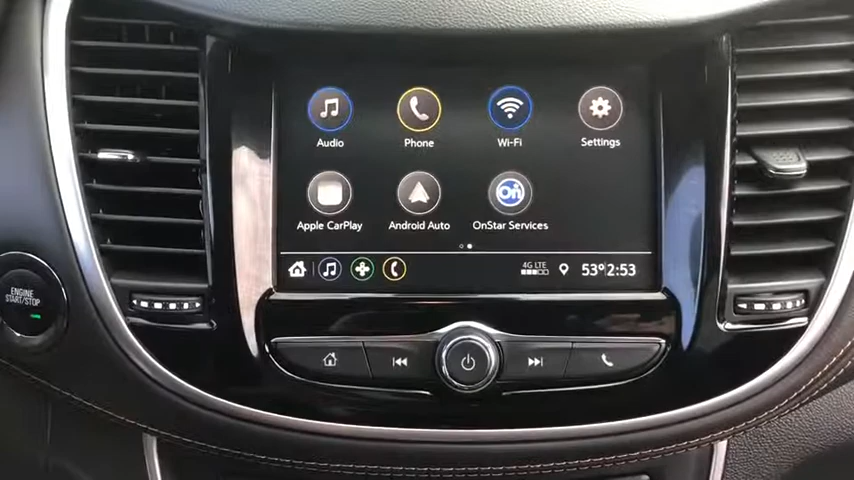 Audio Phone Wi-Fi Settings
Apple CarPlay Android Auto OnStar Services
On
4G LTE
53° 2:53
ENGINE
START/STOP